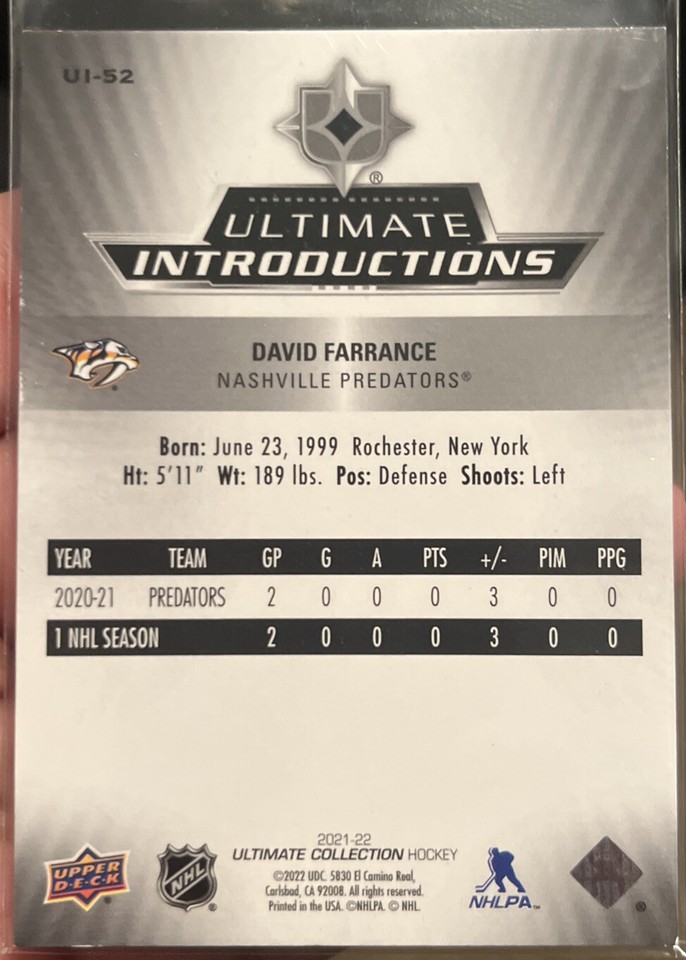 UI-52
®
ULTIMATE
INTRODUCTIONS
DAVID FARRANCE
NASHVILLE PREDATORS®
Born: June 23, 1999 Rochester, New York
Ht: 5'11" Wt: 189 lbs. Pos: Defense Shoots: Left
YEAR TEAM GP G A PTS +/- PIM PPG
2020-21 PREDATORS 2 0 0 0 3 0 0
1 NHL SEASON 2 0 0 0 3 0 0
2021-22
ULTIMATE COLLECTION HOCKEY
©2022 UDC. 5830 El Camino Real,
Carlsbad, CA 92008. All rights reserved.
Printed in the USA. ©NHLPA. © NHL.
UPPER
D·E·C·K
NHL
®
NHLPA™
®